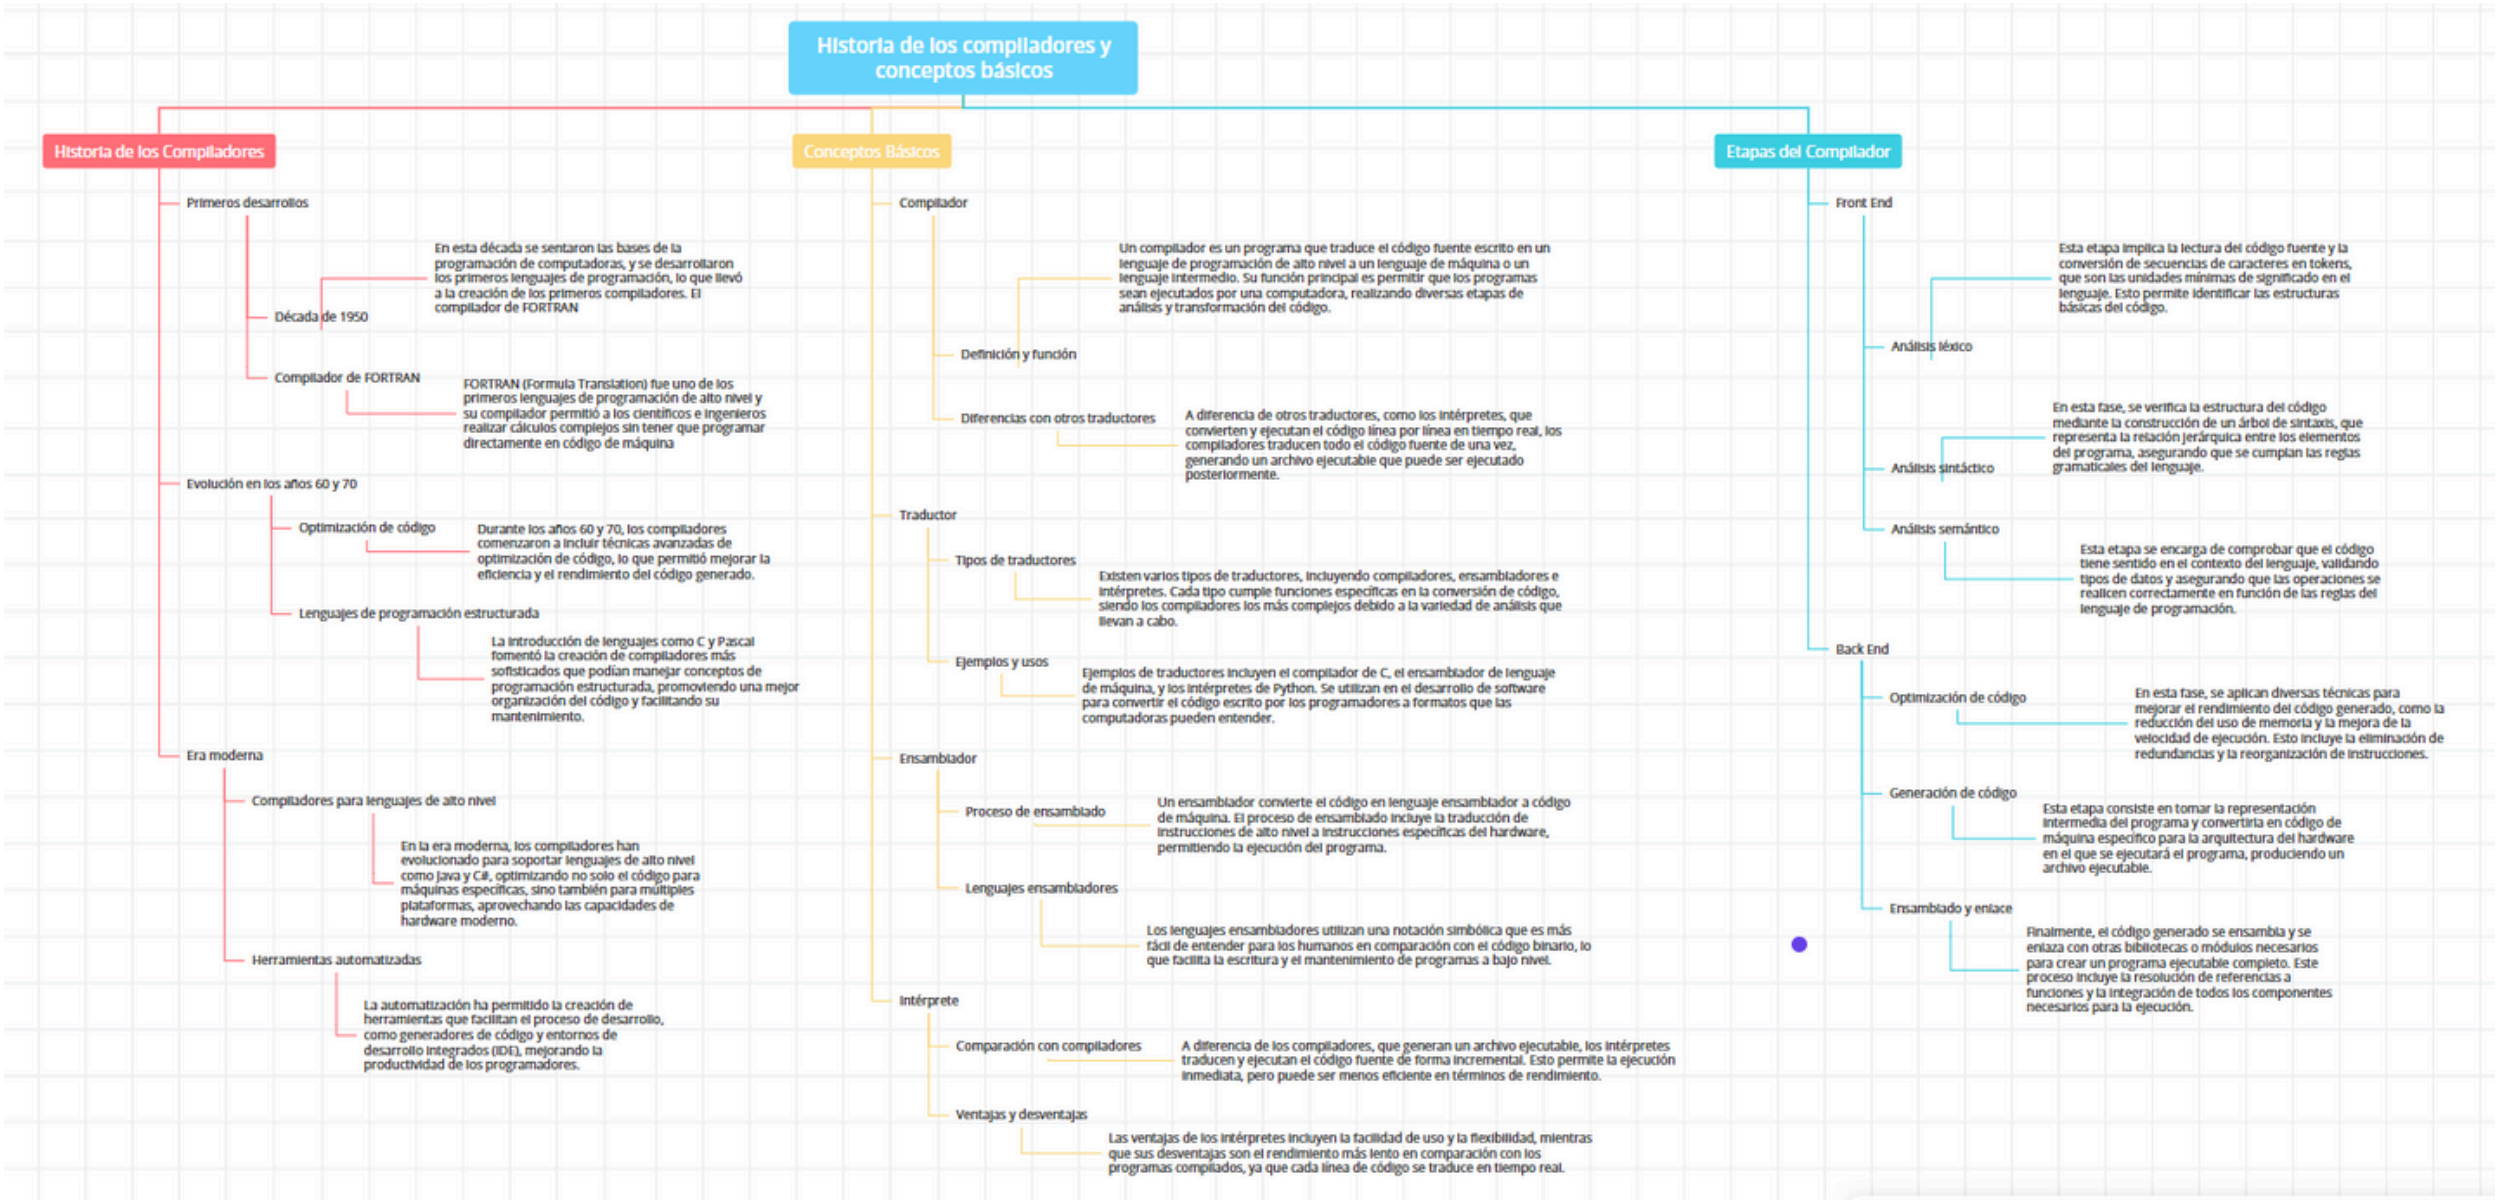 Historia de los compiladores y
conceptos básicos
Historia de los Compiladores
Primeros desarrollos
En esta década se sentaron las bases de la
programación de computadoras, y se desarrollaron
los primeros lenguajes de programación, lo que llevó
a la creación de los primeros compiladores. El
compilador de FORTRAN
Década de 1950
Compilador de FORTRAN
FORTRAN (Formula Translation) fue uno de los
primeros lenguajes de programación de alto nivel y
su compilador permitió a los científicos e ingenieros
realizar cálculos complejos sin tener que programar
directamente en código de máquina
Evolución en los años 60 y 70
Optimización de código
Durante los años 60 y 70, los compiladores
comenzaron a incluir técnicas avanzadas de
optimización de código, lo que permitió mejorar la
eficiencia y el rendimiento del código generado.
Lenguajes de programación estructurada
La introducción de lenguajes como C y Pascal
fomentó la creación de compiladores más
sofisticados que podían manejar conceptos de
programación estructurada, promoviendo una mejor
organización del código y facilitando su
mantenimiento.
Era moderna
Compiladores para lenguajes de alto nivel
En la era moderna, los compiladores han
evolucionado para soportar lenguajes de alto nivel
como Java y C#, optimizando no solo el código para
máquinas específicas, sino también para múltiples
plataformas, aprovechando las capacidades de
hardware moderno.
Herramientas automatizadas
La automatización ha permitido la creación de
herramientas que facilitan el proceso de desarrollo,
como generadores de código y entornos de
desarrollo integrados (IDE), mejorando la
productividad de los programadores.
Conceptos Básicos
Compilador
Un compilador es un programa que traduce el código fuente escrito en un
lenguaje de programación de alto nivel a un lenguaje de máquina o un
lenguaje intermedio. Su función principal es permitir que los programas
sean ejecutados por una computadora, realizando diversas etapas de
análisis y transformación del código.
Definición y función
Diferencias con otros traductores
A diferencia de otros traductores, como los intérpretes, que
convierten y ejecutan el código línea por línea en tiempo real, los
compiladores traducen todo el código fuente de una vez,
generando un archivo ejecutable que puede ser ejecutado
posteriormente.
Traductor
Tipos de traductores
Existen varios tipos de traductores, incluyendo compiladores, ensambladores e
intérpretes. Cada tipo cumple funciones específicas en la conversión de código,
siendo los compiladores los más complejos debido a la variedad de análisis que
llevan a cabo.
Ejemplos y usos
Ejemplos de traductores incluyen el compilador de C, el ensamblador de lenguaje
de máquina, y los intérpretes de Python. Se utilizan en el desarrollo de software
para convertir el código escrito por los programadores a formatos que las
computadoras pueden entender.
Ensamblador
Proceso de ensamblado
Un ensamblador convierte el código en lenguaje ensamblador a código
de máquina. El proceso de ensamblado incluye la traducción de
instrucciones de alto nivel a instrucciones específicas del hardware,
permitiendo la ejecución del programa.
Lenguajes ensambladores
Los lenguajes ensambladores utilizan una notación simbólica que es más
fácil de entender para los humanos en comparación con el código binario, lo
que facilita la escritura y el mantenimiento de programas a bajo nivel.
Intérprete
Comparación con compiladores
A diferencia de los compiladores, que generan un archivo ejecutable, los intérpretes
traducen y ejecutan el código fuente de forma incremental. Esto permite la ejecución
inmediata, pero puede ser menos eficiente en términos de rendimiento.
Ventajas y desventajas
Las ventajas de los intérpretes incluyen la facilidad de uso y la flexibilidad, mientras
que sus desventajas son el rendimiento más lento en comparación con los
programas compilados, ya que cada línea de código se traduce en tiempo real.
Etapas del Compilador
Front End
Esta etapa implica la lectura del código fuente y la
conversión de secuencias de caracteres en tokens,
que son las unidades mínimas de significado en el
lenguaje. Esto permite identificar las estructuras
básicas del código.
Análisis léxico
En esta fase, se verifica la estructura del código
mediante la construcción de un árbol de sintaxis, que
representa la relación jerárquica entre los elementos
del programa, asegurando que se cumplan las reglas
gramaticales del lenguaje.
Análisis sintáctico
Análisis semántico
Esta etapa se encarga de comprobar que el código
tiene sentido en el contexto del lenguaje, validando
tipos de datos y asegurando que las operaciones se
realicen correctamente en función de las reglas del
lenguaje de programación.
Back End
Optimización de código
En esta fase, se aplican diversas técnicas para
mejorar el rendimiento del código generado, como la
reducción del uso de memoria y la mejora de la
velocidad de ejecución. Esto incluye la eliminación de
redundancias y la reorganización de instrucciones.
Generación de código
Esta etapa consiste en tomar la representación
intermedia del programa y convertirla en código de
máquina específico para la arquitectura del hardware
en el que se ejecutará el programa, produciendo un
archivo ejecutable.
Ensamblado y enlace
Finalmente, el código generado se ensambla y se
enlaza con otras bibliotecas o módulos necesarios
para crear un programa ejecutable completo. Este
proceso incluye la resolución de referencias a
funciones y la integración de todos los componentes
necesarios para la ejecución.